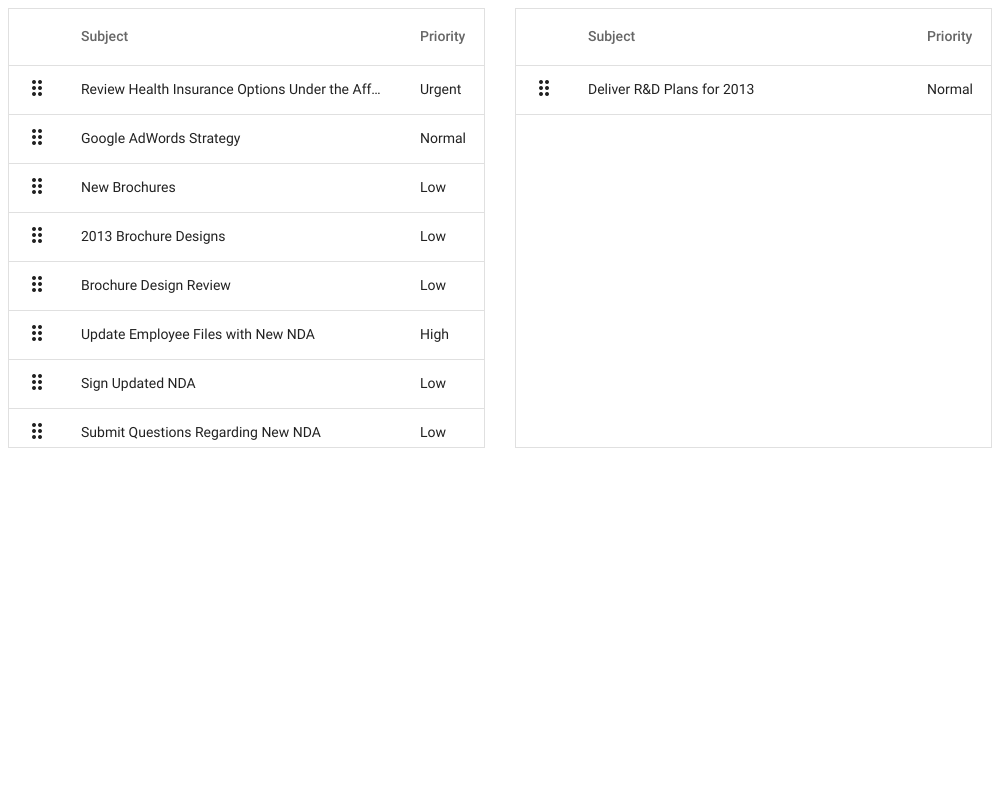 Subject Priority
Review Health Insurance Options Under the Aff... Urgent
Google AdWords Strategy Normal
New Brochures Low
2013 Brochure Designs Low
Brochure Design Review Low
Update Employee Files with New NDA High
Sign Updated NDA Low
Submit Questions Regarding New NDA Low
Subject Priority
Deliver R&D Plans for 2013 Normal